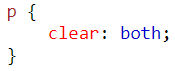 p {
    clear: both;
}